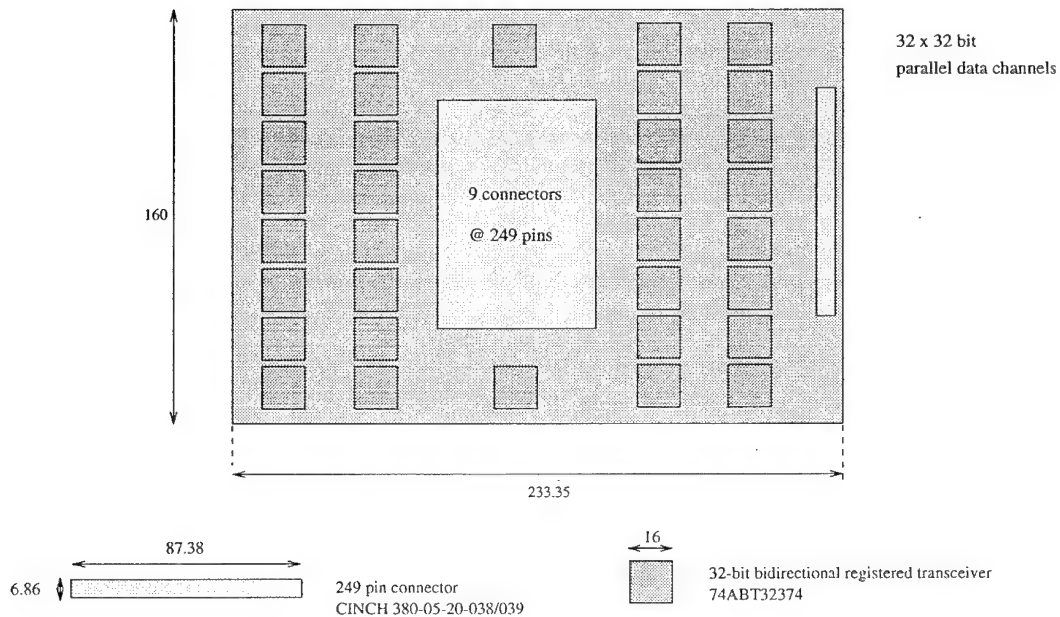 32 x 32 bit
parallel data channels
9 connectors
@ 249 pins
160
233.35
87.38
6.86
249 pin connector
CINCH 380-05-20-038/039
16
32-bit bidirectional registered transceiver
74ABT32374